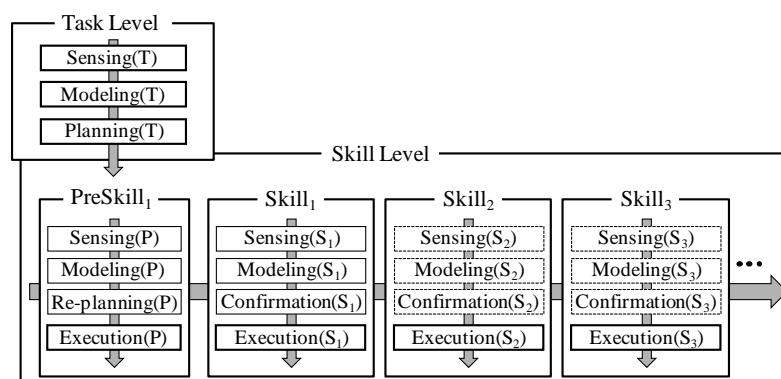 Task Level
Sensing(T)
Modeling(T)
Planning(T)
Skill Level
PreSkill₁ Skill₁ Skill₂ Skill₃
Sensing(P) Sensing(S₁) Sensing(S₂) Sensing(S₃)
Modeling(P) Modeling(S₁) Modeling(S₂) Modeling(S₃)
Re-planning(P) Confirmation(S₁) Confirmation(S₂) Confirmation(S₃)
Execution(P) Execution(S₁) Execution(S₂) Execution(S₃)